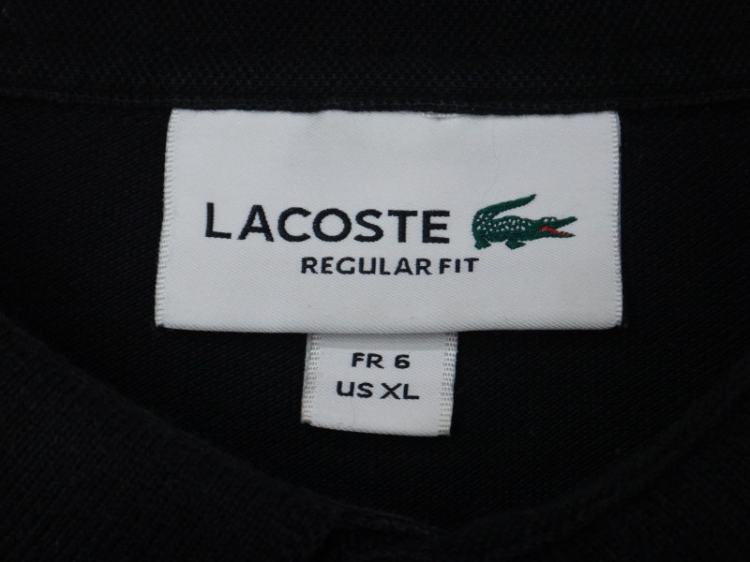 LACOSTE
REGULAR FIT
FR 6
US XL